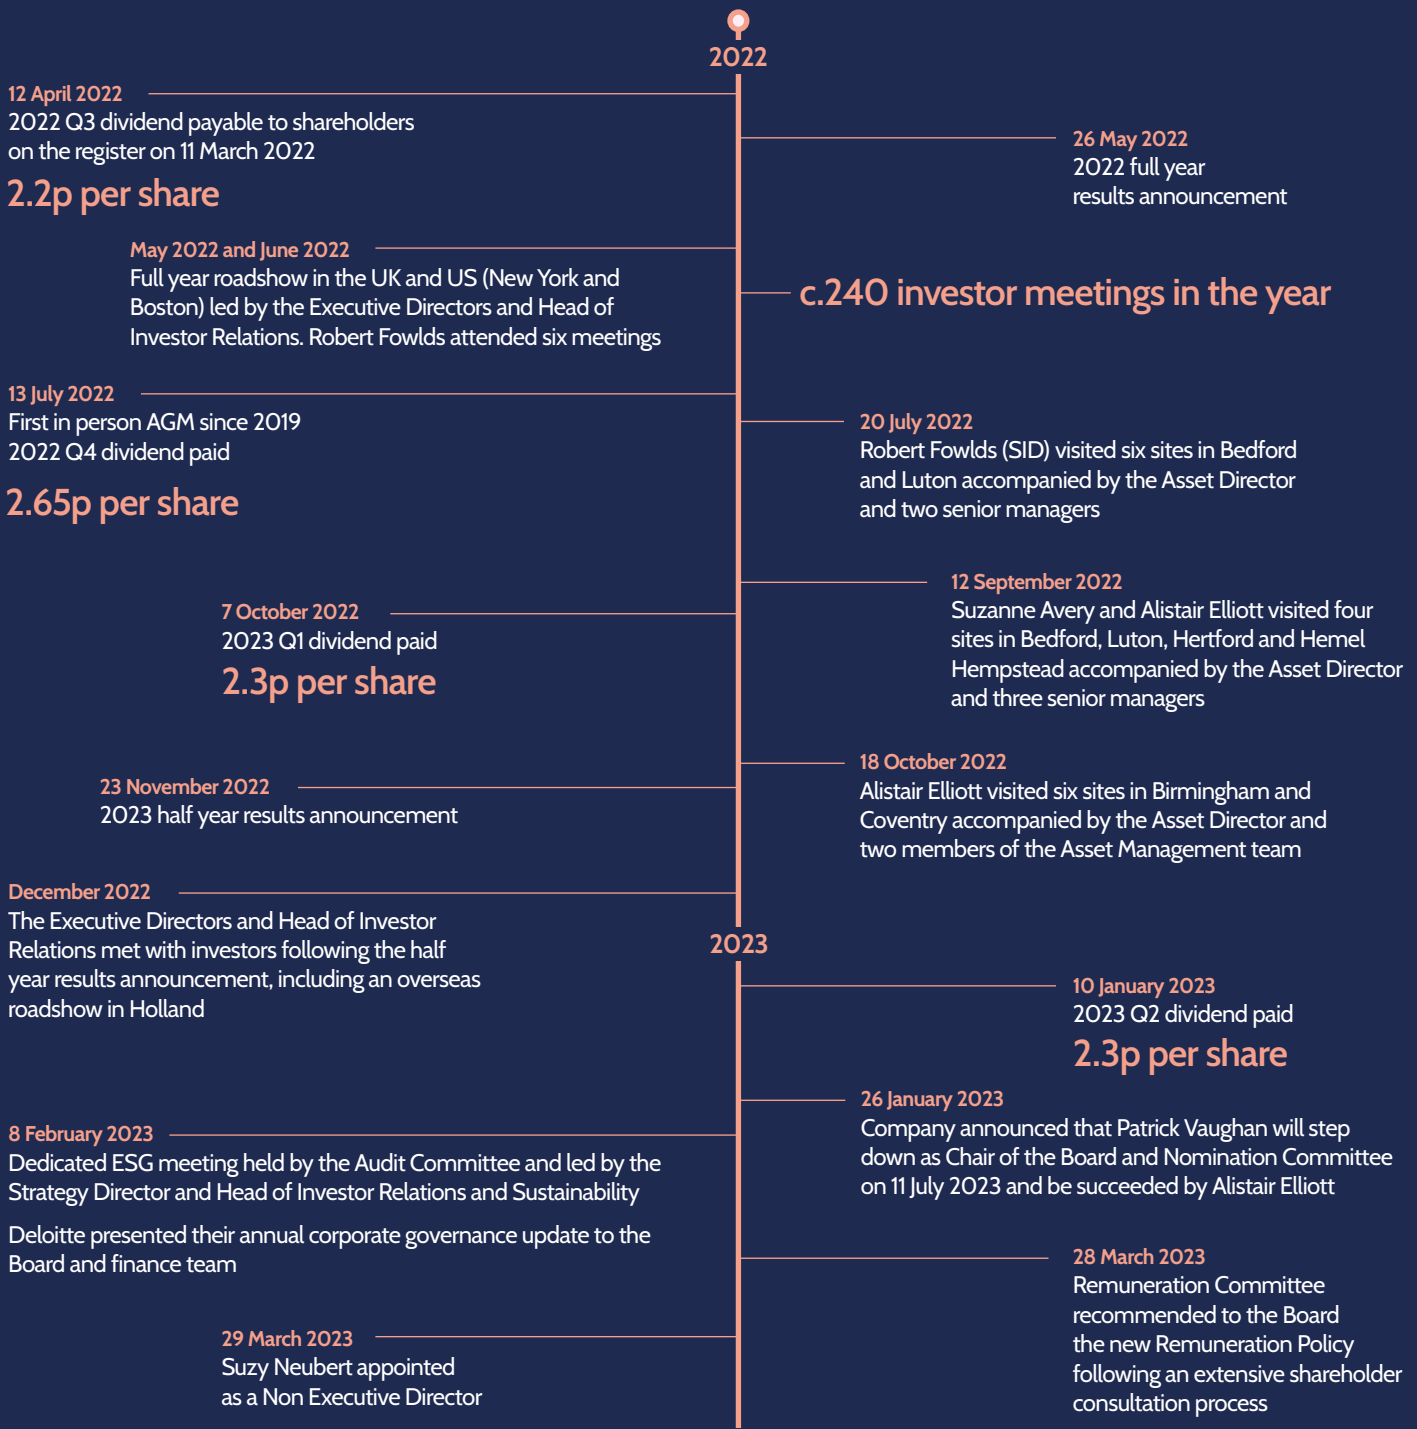 2022
12 April 2022
2022 Q3 dividend payable to shareholders
on the register on 11 March 2022
2.2p per share
26 May 2022
2022 full year
results announcement
May 2022 and June 2022
Full year roadshow in the UK and US (New York and
Boston) led by the Executive Directors and Head of
Investor Relations. Robert Fowlds attended six meetings
c.240 investor meetings in the year
13 July 2022
First in person AGM since 2019
2022 Q4 dividend paid
2.65p per share
20 July 2022
Robert Fowlds (SID) visited six sites in Bedford
and Luton accompanied by the Asset Director
and two senior managers
12 September 2022
Suzanne Avery and Alistair Elliott visited four
sites in Bedford, Luton, Hertford and Hemel
Hempstead accompanied by the Asset Director
and three senior managers
7 October 2022
2023 Q1 dividend paid
2.3p per share
18 October 2022
Alistair Elliott visited six sites in Birmingham and
Coventry accompanied by the Asset Director and
two members of the Asset Management team
23 November 2022
2023 half year results announcement
December 2022
The Executive Directors and Head of Investor
Relations met with investors following the half
year results announcement, including an overseas
roadshow in Holland
2023
10 January 2023
2023 Q2 dividend paid
2.3p per share
26 January 2023
Company announced that Patrick Vaughan will step
down as Chair of the Board and Nomination Committee
on 11 July 2023 and be succeeded by Alistair Elliott
8 February 2023
Dedicated ESG meeting held by the Audit Committee and led by the
Strategy Director and Head of Investor Relations and Sustainability
Deloitte presented their annual corporate governance update to the
Board and finance team
28 March 2023
Remuneration Committee
recommended to the Board
the new Remuneration Policy
following an extensive shareholder
consultation process
29 March 2023
Suzy Neubert appointed
as a Non Executive Director